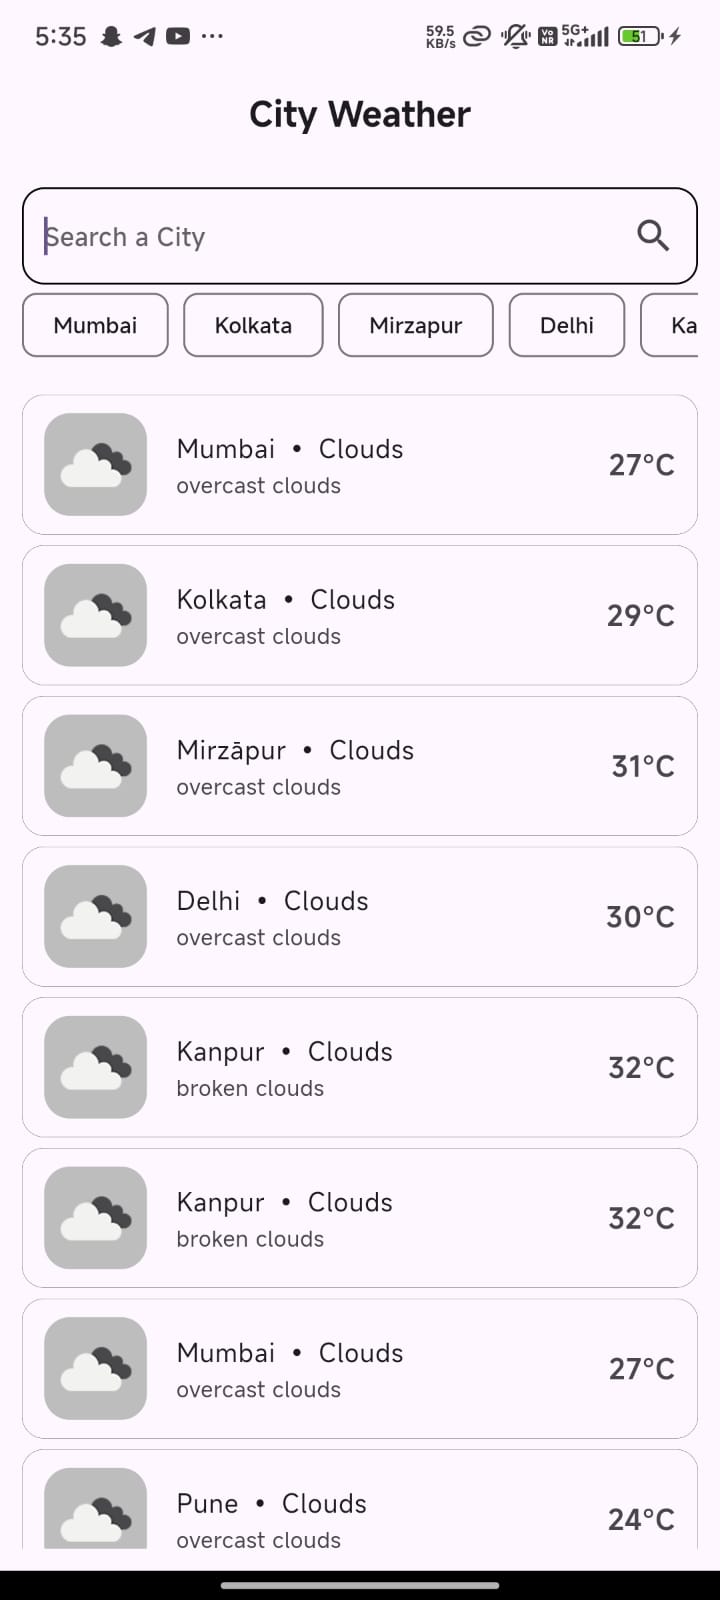 5:35 ... 59.5 KB/s Vo NR 5G+ 51
City Weather
Search a City
Mumbai Kolkata Mirzapur Delhi Ka
Mumbai • Clouds
overcast clouds
27°C
Kolkata • Clouds
overcast clouds
29°C
Mirzāpur • Clouds
overcast clouds
31°C
Delhi • Clouds
overcast clouds
30°C
Kanpur • Clouds
broken clouds
32°C
Kanpur • Clouds
broken clouds
32°C
Mumbai • Clouds
overcast clouds
27°C
Pune • Clouds
overcast clouds
24°C